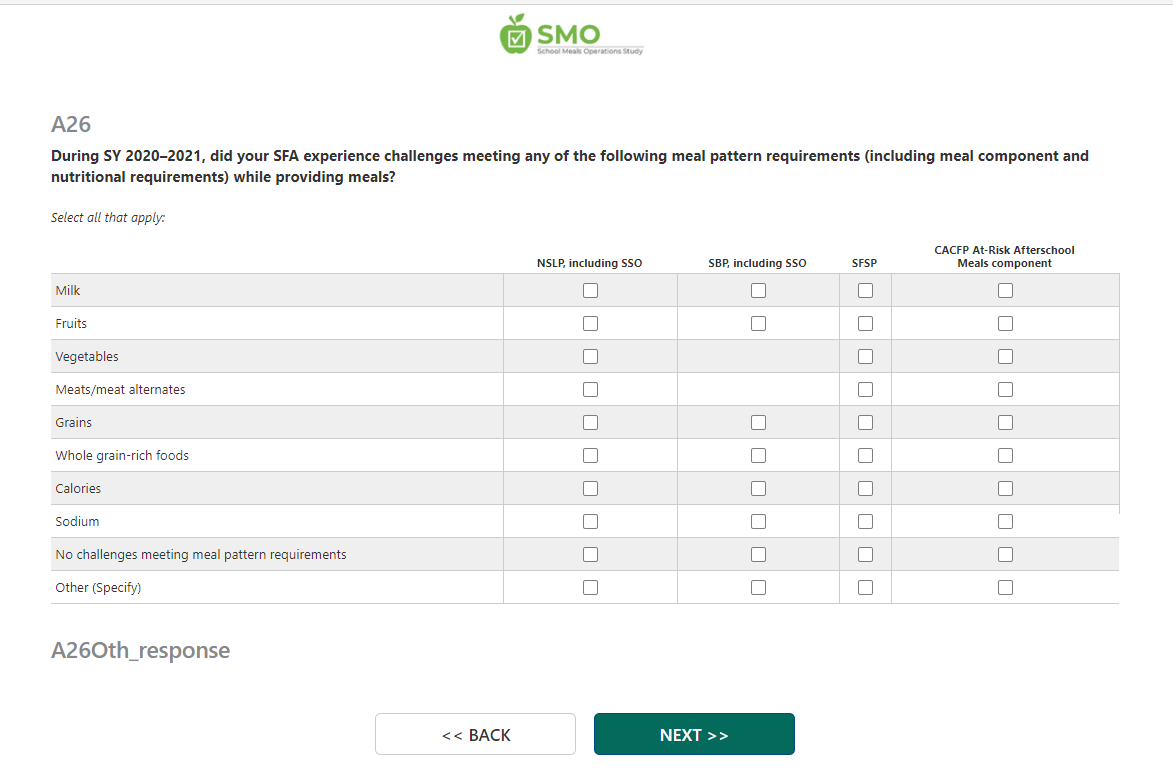 SMO
School Meals Operations Study
A26
During SY 2020–2021, did your SFA experience challenges meeting any of the following meal pattern requirements (including meal component and
nutritional requirements) while providing meals?
Select all that apply:
NSLP, including SSO SBP, including SSO SFSP CACFP At-Risk Afterschool
Meals component
Milk
Fruits
Vegetables
Meats/meat alternates
Grains
Whole grain-rich foods
Calories
Sodium
No challenges meeting meal pattern requirements
Other (Specify)
A26Oth_response
<< BACK NEXT >>